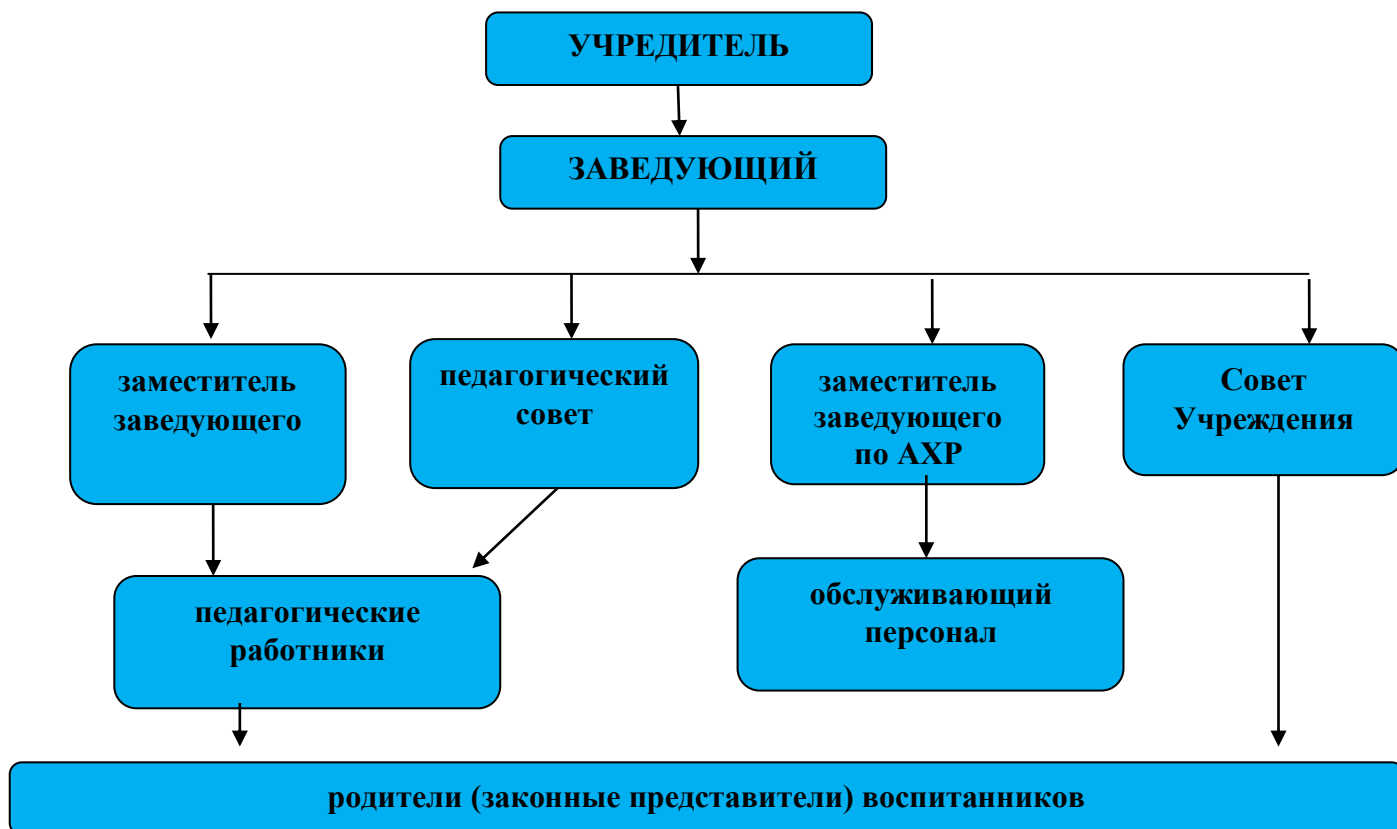 УЧРЕДИТЕЛЬ
ЗАВЕДУЮЩИЙ
заместитель
заведующего
педагогический
совет
заместитель
заведующего
по АХР
Совет
Учреждения
педагогические
работники
обслуживающий
персонал
родители (законные представители) воспитанников